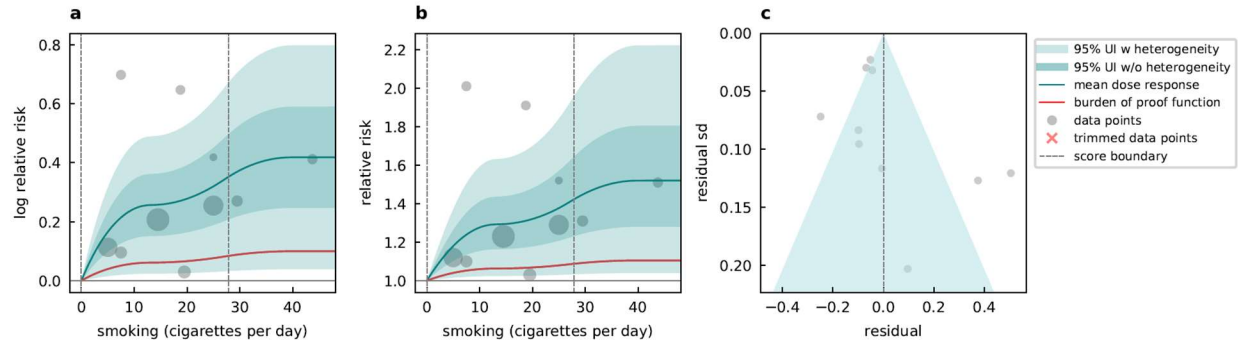 a
0.8
0.6
0.4
0.2
0.0
log relative risk
0 10 20 30 40
smoking (cigarettes per day)
b
2.2
2.0
1.8
1.6
1.4
1.2
1.0
relative risk
0 10 20 30 40
smoking (cigarettes per day)
c
0.00
0.05
0.10
0.15
0.20
residual sd
−0.4 −0.2 0.0 0.2 0.4
residual
95% UI w heterogeneity
95% UI w/o heterogeneity
mean dose response
burden of proof function
data points
trimmed data points
score boundary